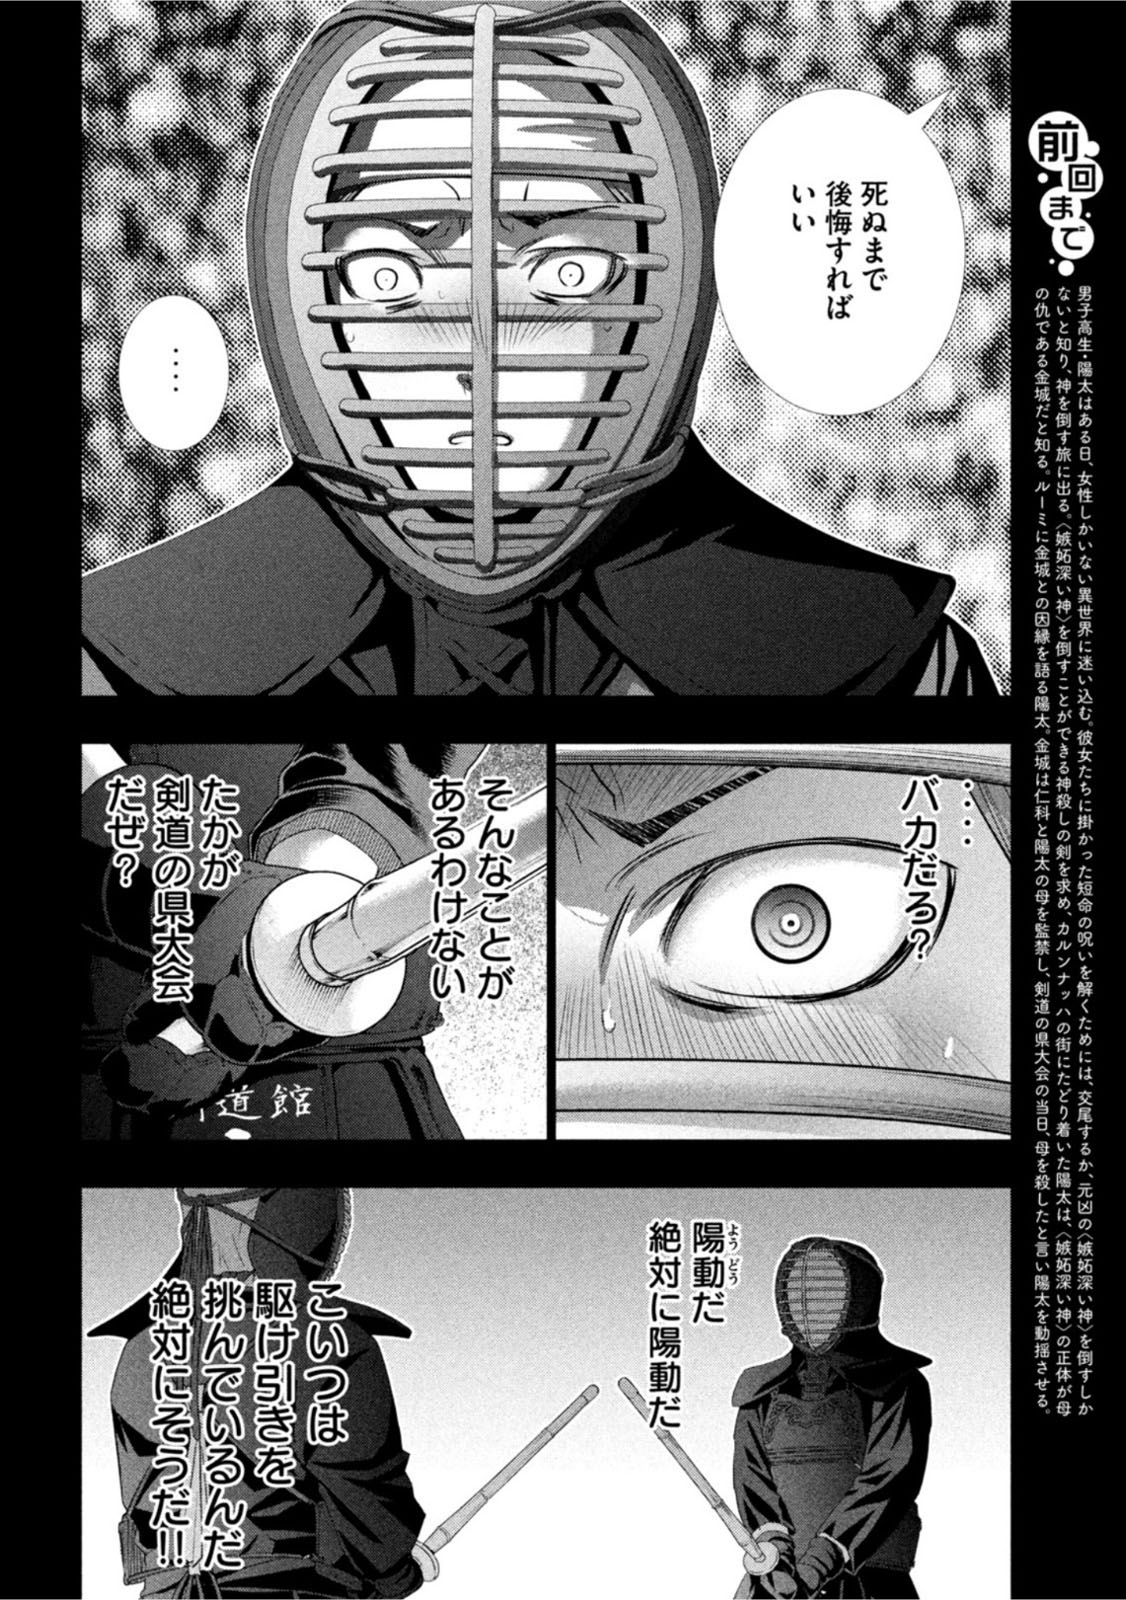 前回まで
男子高生・陽太はある日、女性しかいない異世界に迷い込む。彼女たちに掛かった短命の呪いを解くためには、交尾するか、元凶の〈嫉妬深い神〉を倒すしか
ないと知り、神を倒す旅に出る。〈嫉妬深い神〉を倒すことができる神殺しの剣を求め、カルンナッハの街にたどり着いた陽太は、〈嫉妬深い神〉の正体が母
の仇である金城だと知る。ルーミに金城との因縁を語る陽太。金城は仁科と陽太の母を監禁し、剣道の県大会の当日、母を殺したと言い陽太を動揺させる。
死ぬまで
後悔すれば
いい
‥‥
‥‥
バカだろ?
そんなことが
あるわけない
たかが
剣道の県大会
だぜ?
道館
陽動だ
ようどう
絶対に陽動だ
こいつは
駆け引きを
挑んでいるんだ
絶対にそうだ!!